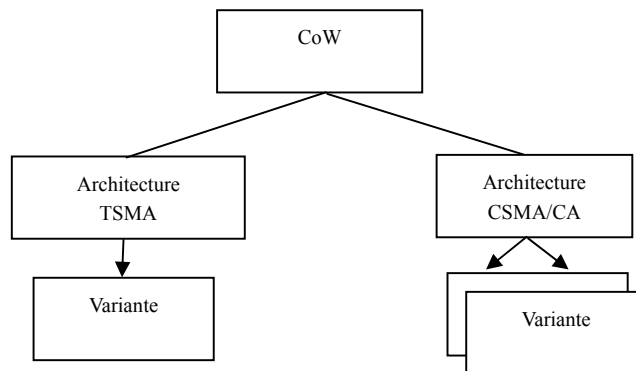 CoW
Architecture
TSMA
Architecture
CSMA/CA
Variante
Variante